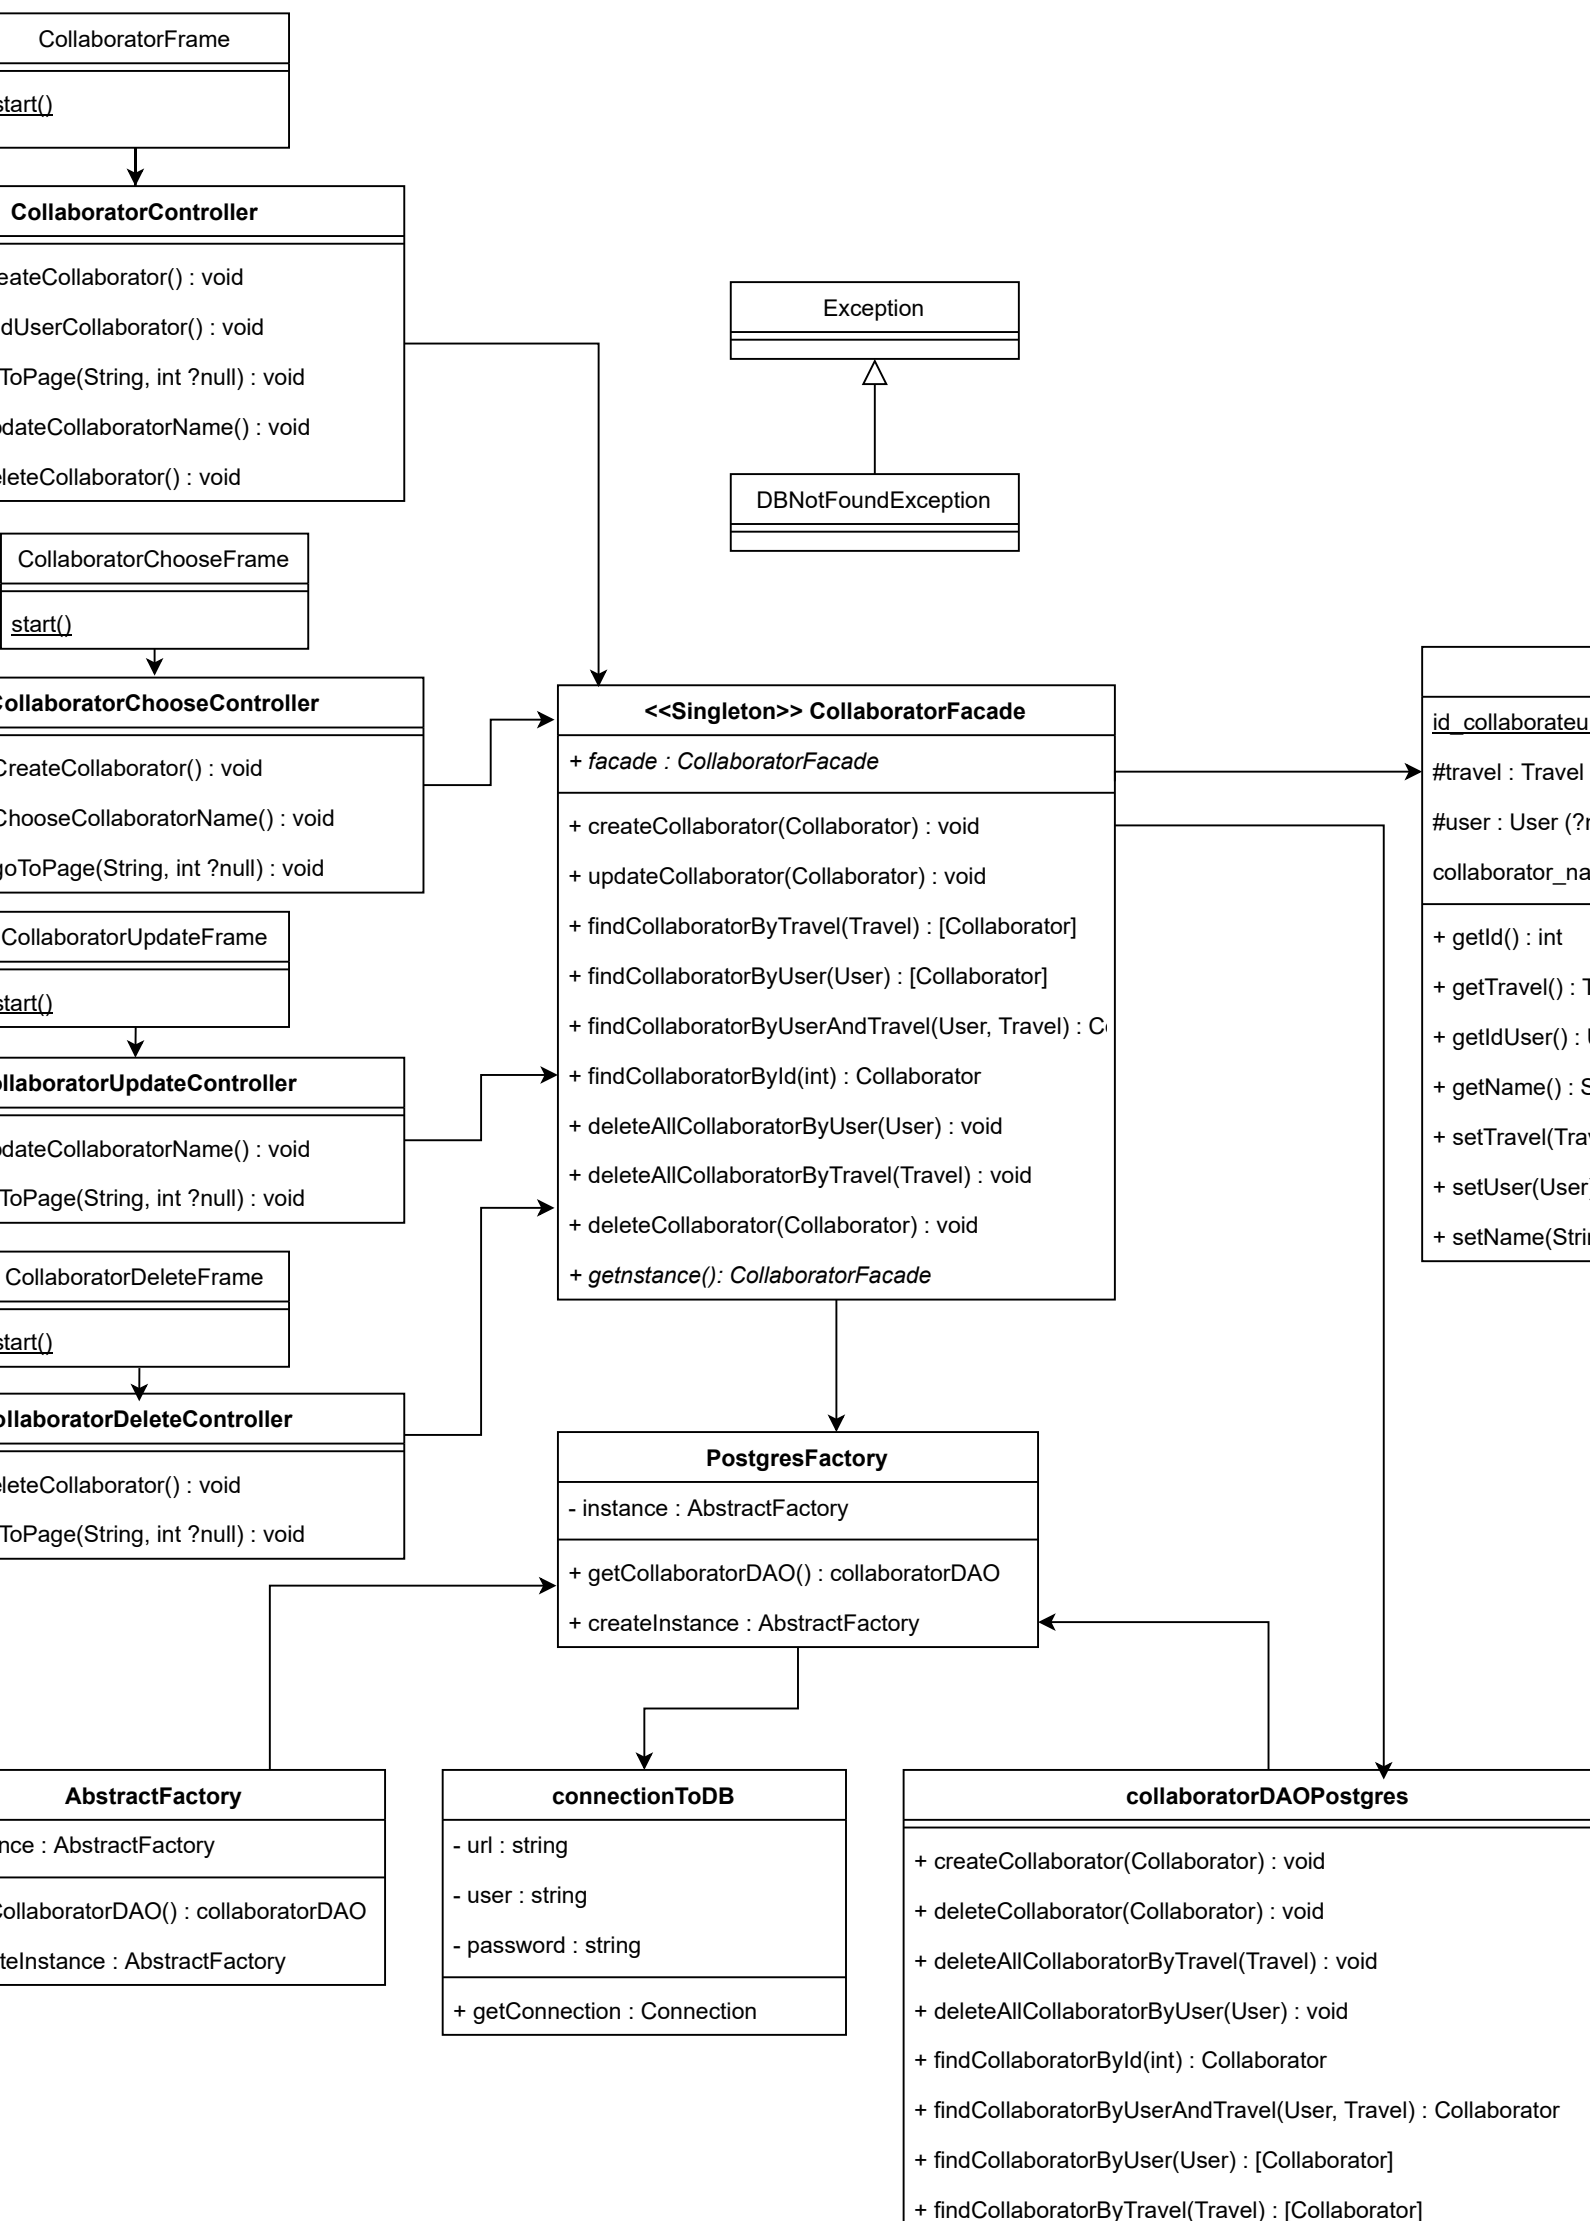 CollaboratorFrame
start()
CollaboratorController
eateCollaborator() : void
dUserCollaborator() : void
ToPage(String, int ?null) : void
dateCollaboratorName() : void
leteCollaborator() : void
Exception
DBNotFoundException
CollaboratorChooseFrame
start()
CollaboratorChooseController
CreateCollaborator() : void
ChooseCollaboratorName() : void
goToPage(String, int ?null) : void
CollaboratorUpdateFrame
start()
ollaboratorUpdateController
dateCollaboratorName() : void
ToPage(String, int ?null) : void
CollaboratorDeleteFrame
start()
ollaboratorDeleteController
leteCollaborator() : void
ToPage(String, int ?null) : void
<<Singleton>> CollaboratorFacade
+ facade : CollaboratorFacade
+ createCollaborator(Collaborator) : void
+ updateCollaborator(Collaborator) : void
+ findCollaboratorByTravel(Travel) : [Collaborator]
+ findCollaboratorByUser(User) : [Collaborator]
+ findCollaboratorByUserAndTravel(User, Travel) : C
+ findCollaboratorById(int) : Collaborator
+ deleteAllCollaboratorByUser(User) : void
+ deleteAllCollaboratorByTravel(Travel) : void
+ deleteCollaborator(Collaborator) : void
+ getnstance(): CollaboratorFacade
id_collaborateu
#travel : Travel
#user : User (?
collaborator_na
+ getId() : int
+ getTravel() : T
+ getIdUser() :
+ getName() : S
+ setTravel(Tra
+ setUser(User)
+ setName(Stri
PostgresFactory
- instance : AbstractFactory
+ getCollaboratorDAO() : collaboratorDAO
+ createInstance : AbstractFactory
AbstractFactory
nce : AbstractFactory
CollaboratorDAO() : collaboratorDAO
teInstance : AbstractFactory
connectionToDB
- url : string
- user : string
- password : string
+ getConnection : Connection
collaboratorDAOPostgres
+ createCollaborator(Collaborator) : void
+ deleteCollaborator(Collaborator) : void
+ deleteAllCollaboratorByTravel(Travel) : void
+ deleteAllCollaboratorByUser(User) : void
+ findCollaboratorById(int) : Collaborator
+ findCollaboratorByUserAndTravel(User, Travel) : Collaborator
+ findCollaboratorByUser(User) : [Collaborator]
+ findCollaboratorByTravel(Travel) : [Collaborator]